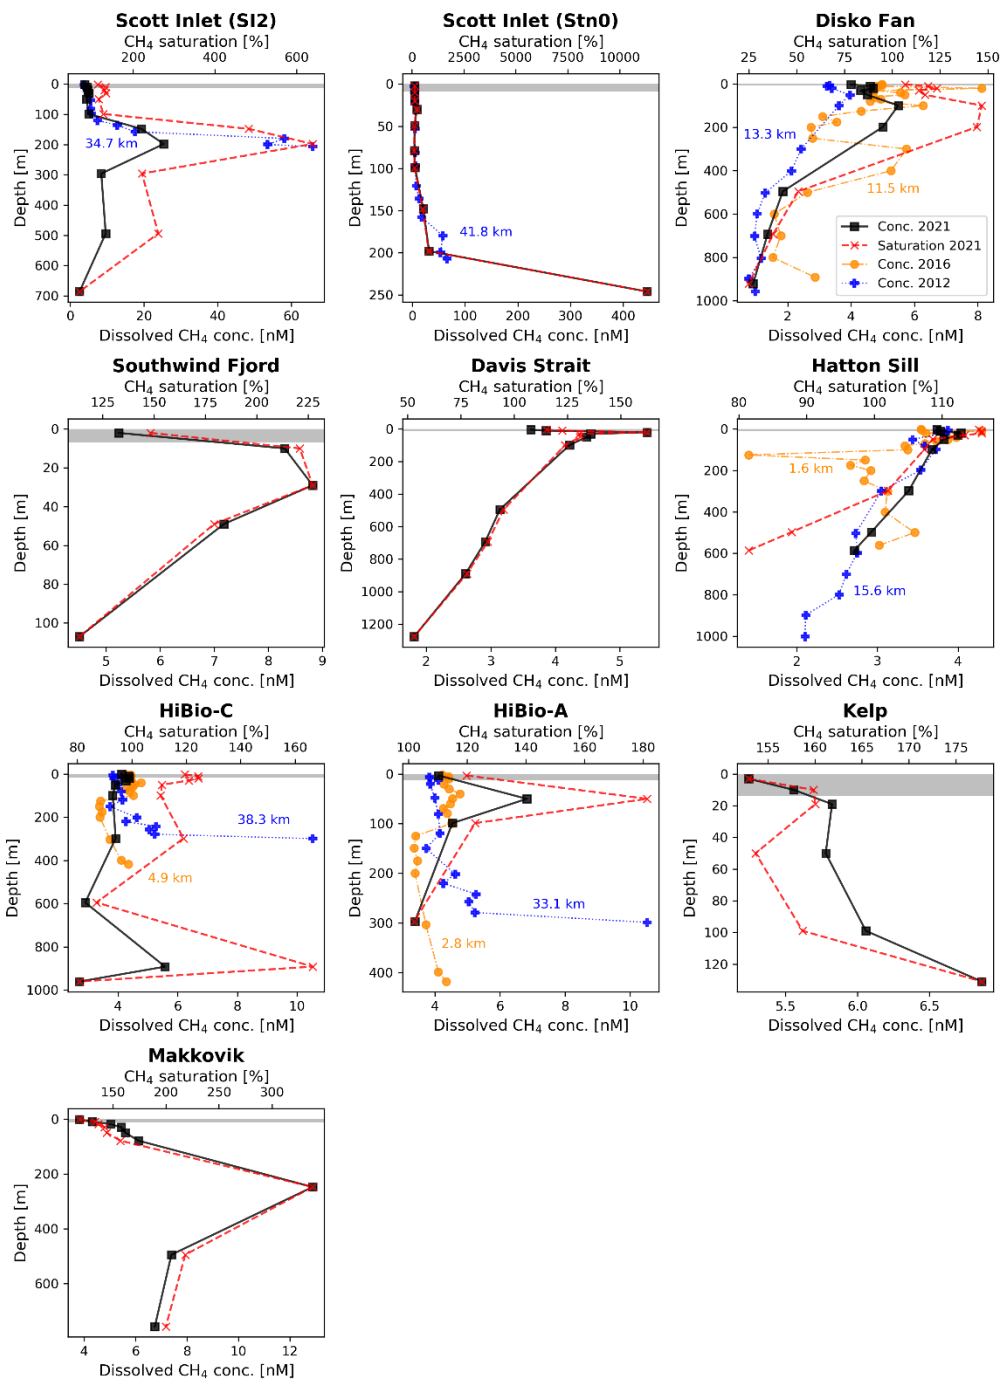 Scott Inlet (SI2)
CH₄ saturation [%]
200 400 600
0
100
200
300
400
500
600
700
Depth [m]
34.7 km
0 20 40 60
Dissolved CH₄ conc. [nM]
Scott Inlet (Stn0)
CH₄ saturation [%]
0 2500 5000 7500 10000
0
50
100
150
200
250
Depth [m]
41.8 km
0 100 200 300 400
Dissolved CH₄ conc. [nM]
Disko Fan
CH₄ saturation [%]
25 50 75 100 125 150
0
200
400
600
800
1000
Depth [m]
13.3 km
11.5 km
Conc. 2021
Saturation 2021
Conc. 2016
Conc. 2012
2 4 6 8
Dissolved CH₄ conc. [nM]
Southwind Fjord
CH₄ saturation [%]
125 150 175 200 225
0
20
40
60
80
100
Depth [m]
5 6 7 8 9
Dissolved CH₄ conc. [nM]
Davis Strait
CH₄ saturation [%]
50 75 100 125 150
0
200
400
600
800
1000
1200
Depth [m]
2 3 4 5
Dissolved CH₄ conc. [nM]
Hatton Sill
CH₄ saturation [%]
80 90 100 110
0
200
400
600
800
1000
Depth [m]
1.6 km
15.6 km
2 3 4
Dissolved CH₄ conc. [nM]
HiBio-C
CH₄ saturation [%]
80 100 120 140 160
0
200
400
600
800
1000
Depth [m]
38.3 km
4.9 km
4 6 8 10
Dissolved CH₄ conc. [nM]
HiBio-A
CH₄ saturation [%]
100 120 140 160 180
0
100
200
300
400
Depth [m]
33.1 km
2.8 km
4 6 8 10
Dissolved CH₄ conc. [nM]
Kelp
CH₄ saturation [%]
155 160 165 170 175
0
20
40
60
80
100
120
Depth [m]
5.5 6.0 6.5
Dissolved CH₄ conc. [nM]
Makkovik
CH₄ saturation [%]
150 200 250 300
0
200
400
600
Depth [m]
4 6 8 10 12
Dissolved CH₄ conc. [nM]